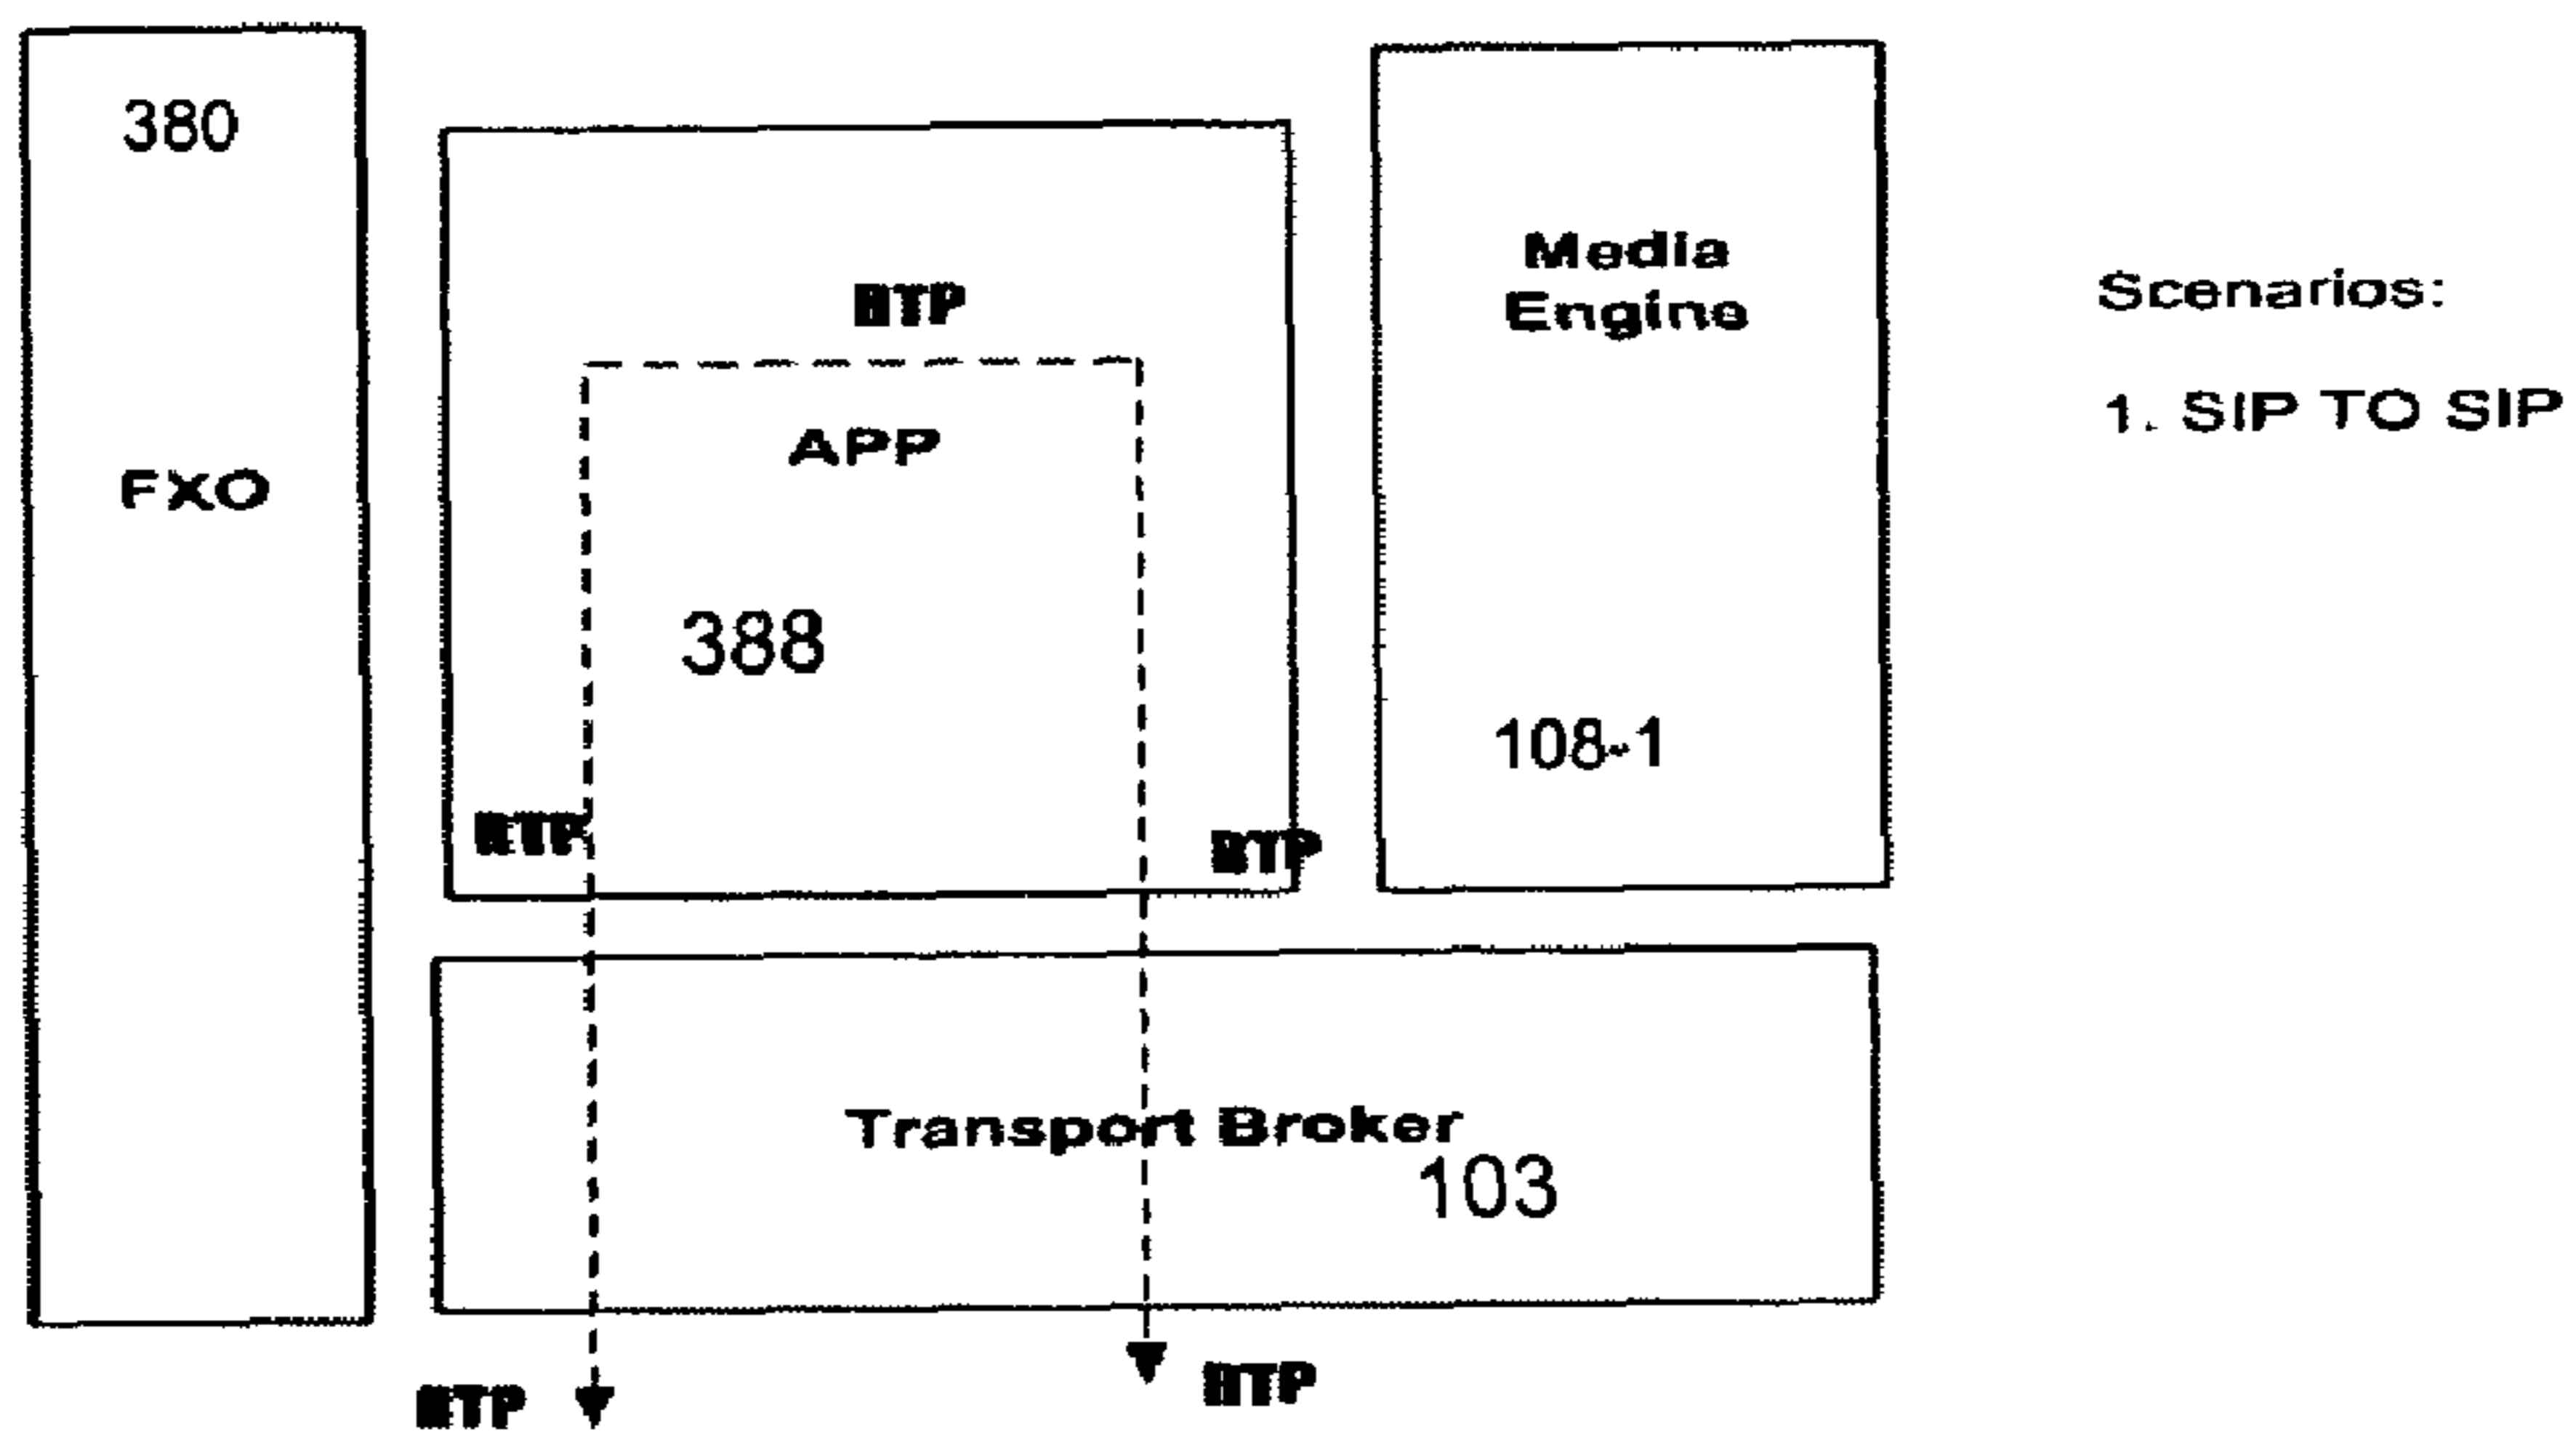 380
FXO
RTP
APP
388
RTP
RTP
Media
Engine
108-1
Transport Broker
103
RTP
RTP
Scenarios:
1. SIP TO SIP